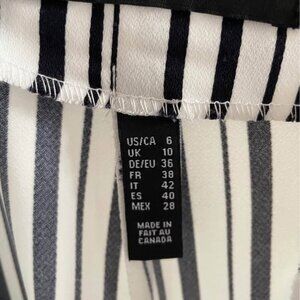 US/CA 6
UK 10
DE/EU 36
FR 38
IT 42
ES 40
MEX 28
MADE IN
FAIT AU
CANADA